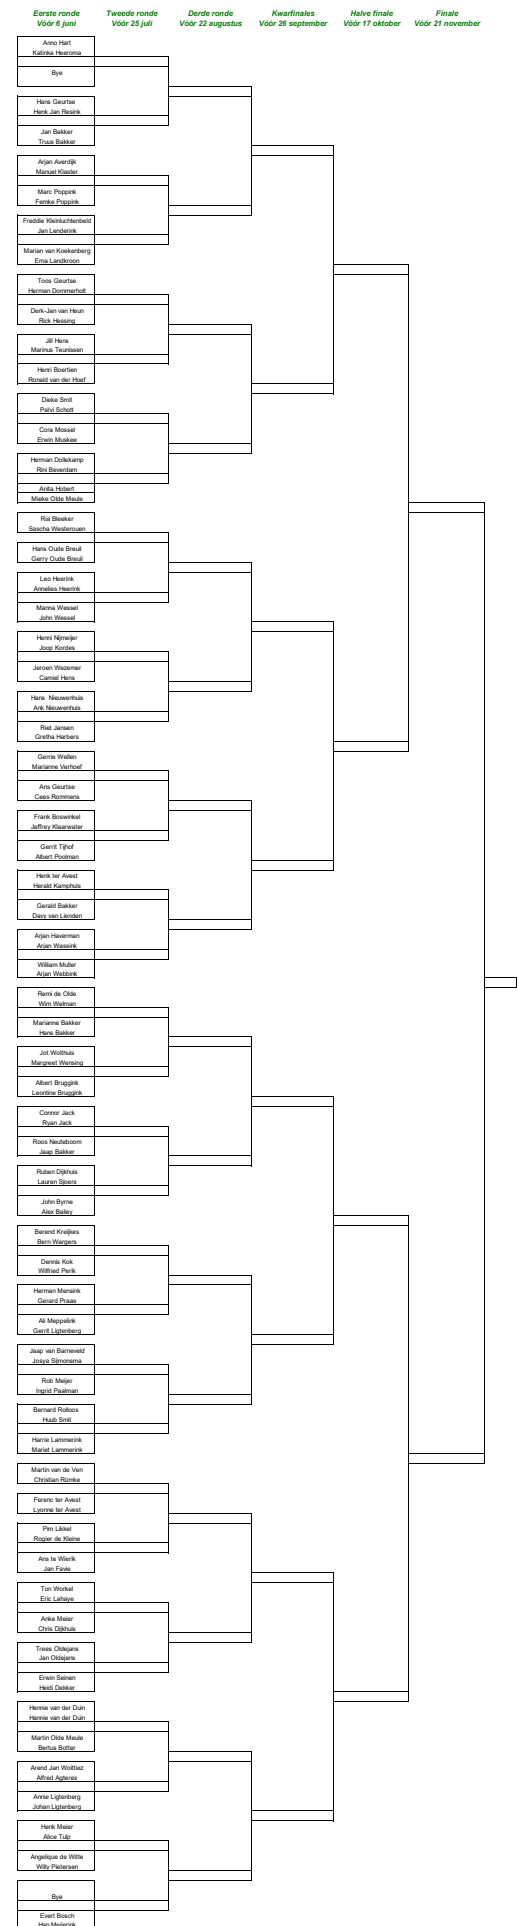 Eerste ronde Tweede ronde Derde ronde Kwarfinales Halve finale Finale
Vóór 6 juni Vóór 25 juli Vóór 22 augustus Vóór 26 september Vóór 17 oktober Vóór 21 november
Anno Hart
Katinka Heeroma
Bye
Hans Geurtse
Henk Jan Resink
Jan Bakker
Truus Bakker
Arjan Averdijk
Manuel Klaster
Marc Poppink
Femke Poppink
Freddie Kleinluchtenbeld
Jan Lenderink
Marian van Koekenberg
Erna Landkroon
Toos Geurtse
Herman Dommerholt
Derk-Jan van Heun
Rick Hessing
Jill Hens
Marinus Teunissen
Henri Boertien
Ronald van der Hoef
Dieke Smit
Palvi Schott
Cora Mossel
Erwin Muskee
Herman Dollekamp
Rini Beverdam
Anita Hobert
Mieke Olde Meule
Ria Bleeker
Sascha Westerouen
Hans Oude Breuil
Gerry Oude Breuil
Leo Heerink
Annelies Heerink
Manna Wessel
John Wessel
Henni Nijmeijer
Joop Kordes
Jeroen Wezemer
Camiel Hens
Hans Nieuwenhuis
Ank Nieuwenhuis
Riet Jansen
Gretha Harbers
Gerrie Wellen
Marianne Verhoef
Ans Geurtse
Cees Rommens
Frank Boswinkel
Jeffrey Klaarwater
Gerrit Tijhof
Albert Poolman
Henk ter Avest
Herald Kamphuis
Gerald Bakker
Davy van Lienden
Arjan Haverman
Arjan Wassink
William Muller
Arjan Webbink
Remi de Olde
Wim Welman
Marianne Bakker
Hans Bakker
Jot Wolthuis
Margreet Wensing
Albert Bruggink
Leontine Bruggink
Connor Jack
Ryan Jack
Roos Neuteboom
Jaap Bakker
Ruben Dijkhuis
Lauren Sjoers
John Byrne
Alex Bailey
Berend Kreijkes
Bern Wargers
Dennis Kok
Wilfried Perik
Herman Mensink
Gerard Praas
Ali Meppelink
Gerrit Ligtenberg
Jaap van Barneveld
Josya Sijmonsma
Rob Meijer
Ingrid Paalman
Bernard Rolloos
Huub Smit
Harrie Lammerink
Mariet Lammerink
Martin van de Ven
Christian Rümke
Ferenc ter Avest
Lyonne ter Avest
Pim Likkel
Rogier de Kleine
Ans te Wierik
Jan Favie
Ton Workel
Eric Lahaye
Anke Meier
Chris Dijkhuis
Trees Oldejans
Jan Oldejans
Erwin Seinen
Heidi Dekker
Hennie van der Duin
Hannie van der Duin
Martin Olde Meule
Bertus Botter
Arend Jan Woittiez
Alfred Agteres
Annie Ligtenberg
Johan Ligtenberg
Henk Meier
Alice Tulp
Angelique de Witte
Willy Pietersen
Bye
Evert Bosch
Han Meijerink